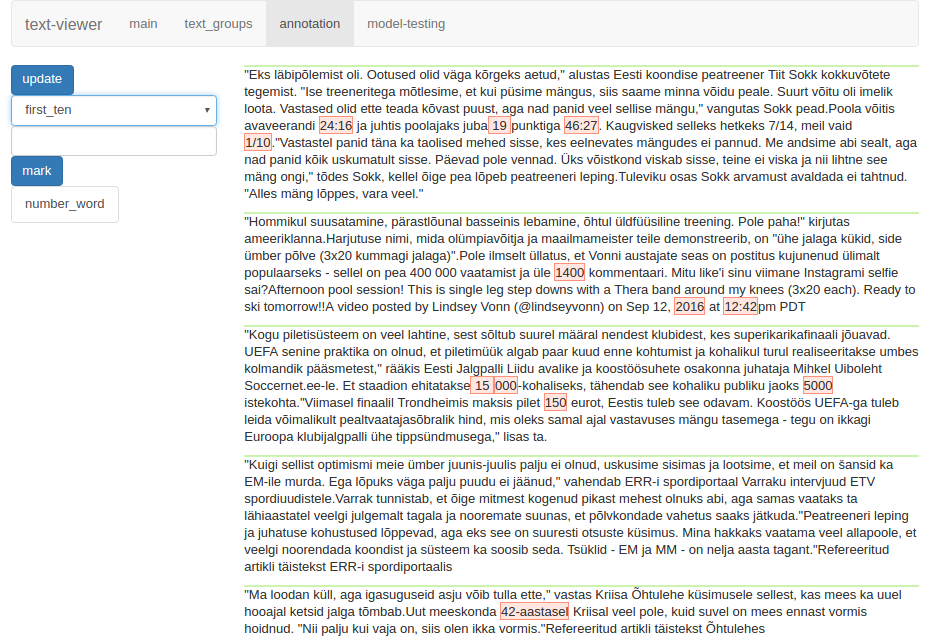 text-viewer main text_groups annotation model-testing
update
first_ten
mark
number_word
"Eks läbipõlemist oli. Ootused olid väga kõrgeks aetud," alustas Eesti koondise peatreener Tiit Sokk kokkuvõtete
tegemist. "Ise treeneritega mõtlesime, et kui püsime mängus, siis saame minna võidu peale. Suurt võitu oli imelik
loota. Vastased olid ette teada kõvast puust, aga nad panid veel sellise mängu," vangutas Sokk pead.Poola võitis
avaveerandi 24:16 ja juhtis poolajaks juba 19 punktiga 46:27. Kaugvisked selleks hetkeks 7/14, meil vaid
1/10."Vastastel panid täna ka taolised mehed sisse, kes eelnevates mängudes ei pannud. Me andsime abi sealt, aga
nad panid kõik uskumatult sisse. Päevad pole vennad. Üks võistkond viskab sisse, teine ei viska ja nii lihtne see
mäng ongi," tõdes Sokk, kellel õige pea lõpeb peatreeneri leping.Tuleviku osas Sokk arvamust avaldada ei tahtnud.
"Alles mäng lõppes, vara veel."
"Hommikul suusatamine, pärastlõunal basseinis lebamine, õhtul üldfüüsiline treening. Pole paha!" kirjutas
ameeriklanna.Harjutuse nimi, mida olümpiavõitja ja maailmameister teile demonstreerib, on "ühe jalaga kükid, side
ümber põlve (3x20 kummagi jalaga)".Pole ilmselt üllatus, et Vonni austajate seas on postitus kujunenud ülimalt
populaarseks - sellel on pea 400 000 vaatamist ja üle 1400 kommentaari. Mitu like'i sinu viimane Instagrami selfie
sai?Afternoon pool session! This is single leg step downs with a Thera band around my knees (3x20 each). Ready to
ski tomorrow!!A video posted by Lindsey Vonn (@lindseyvonn) on Sep 12, 2016 at 12:42pm PDT
"Kogu piletisüsteem on veel lahtine, sest sõltub suurel määral nendest klubidest, kes superikarikafinaali jõuavad.
UEFA senine praktika on olnud, et piletimüük algab paar kuud enne kohtumist ja kohalikul turul realiseeritakse umbes
kolmandik pääsmetest," rääkis Eesti Jalgpalli Liidu avalike ja koostöösuhete osakonna juhataja Mihkel Uiboleht
Soccernet.ee-le. Et staadion ehitatakse 15 000-kohaliseks, tähendab see kohaliku publiku jaoks 5000
istekohta."Viimasel finaalil Trondheimis maksis pilet 150 eurot, Eestis tuleb see odavam. Koostöös UEFA-ga tuleb
leida võimalikult pealtvaatajasõbralik hind, mis oleks samal ajal vastavuses mängu tasemega - tegu on ikkagi
Euroopa klubijalgpalli ühe tippsündmusega," lisas ta.
"Kuigi sellist optimismi meie ümber juunis-juulis palju ei olnud, uskusime sisimas ja lootsime, et meil on šansid ka
EM-ile murda. Ega lõpuks väga palju puudu ei jäänud," vahendab ERR-i spordiportaal Varraku intervjuud ETV
spordiuudistele.Varrak tunnistab, et õige mitmest kogenud pikast mehest olnuks abi, aga samas vaataks ta
lähiaastatel veelgi julgemalt tagala ja nooremate suunas, et põlvkondade vahetus saaks jätkuda."Peatreeneri leping
ja juhatuse kohustused lõppevad, aga eks see on suuresti otsuste küsimus. Mina hakkaks vaatama veel allapoole, et
veelgi noorendada koondist ja süsteem ka soosib seda. Tsüklid - EM ja MM - on nelja aasta tagant."Refereeritud
artikli täistekst ERR-i spordiportaalis
"Ma loodan küll, aga igasuguseid asju võib tulla ette," vastas Kriisa Õhtulehe küsimusele sellest, kas mees ka uuel
hooajal ketsid jalga tõmbab.Uut meeskonda 42-aastasel Kriisal veel pole, kuid suvel on mees ennast vormis
hoidnud. "Nii palju kui vaja on, siis olen ikka vormis."Refereeritud artikli täistekst Õhtulehes